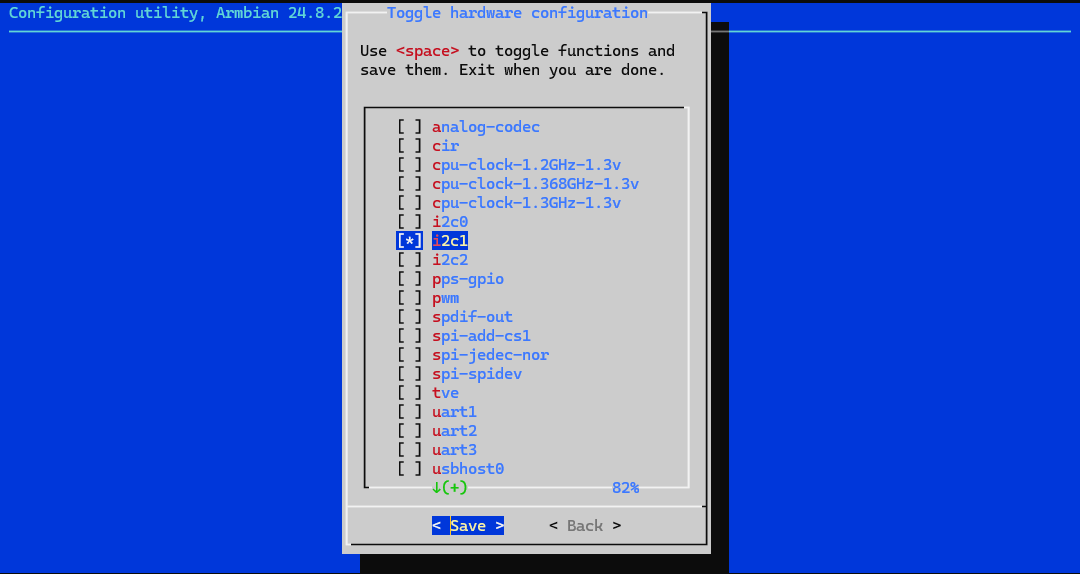 Configuration utility, Armbian 24.8.2
Toggle hardware configuration
Use <space> to toggle functions and
save them. Exit when you are done.
[ ] analog-codec
[ ] cir
[ ] cpu-clock-1.2GHz-1.3v
[ ] cpu-clock-1.368GHz-1.3v
[ ] cpu-clock-1.3GHz-1.3v
[ ] i2c0
[*] i2c1
[ ] i2c2
[ ] pps-gpio
[ ] pwm
[ ] spdif-out
[ ] spi-add-cs1
[ ] spi-jedec-nor
[ ] spi-spidev
[ ] tve
[ ] uart1
[ ] uart2
[ ] uart3
[ ] usbhost0
↓(+) 82%
< Save > < Back >